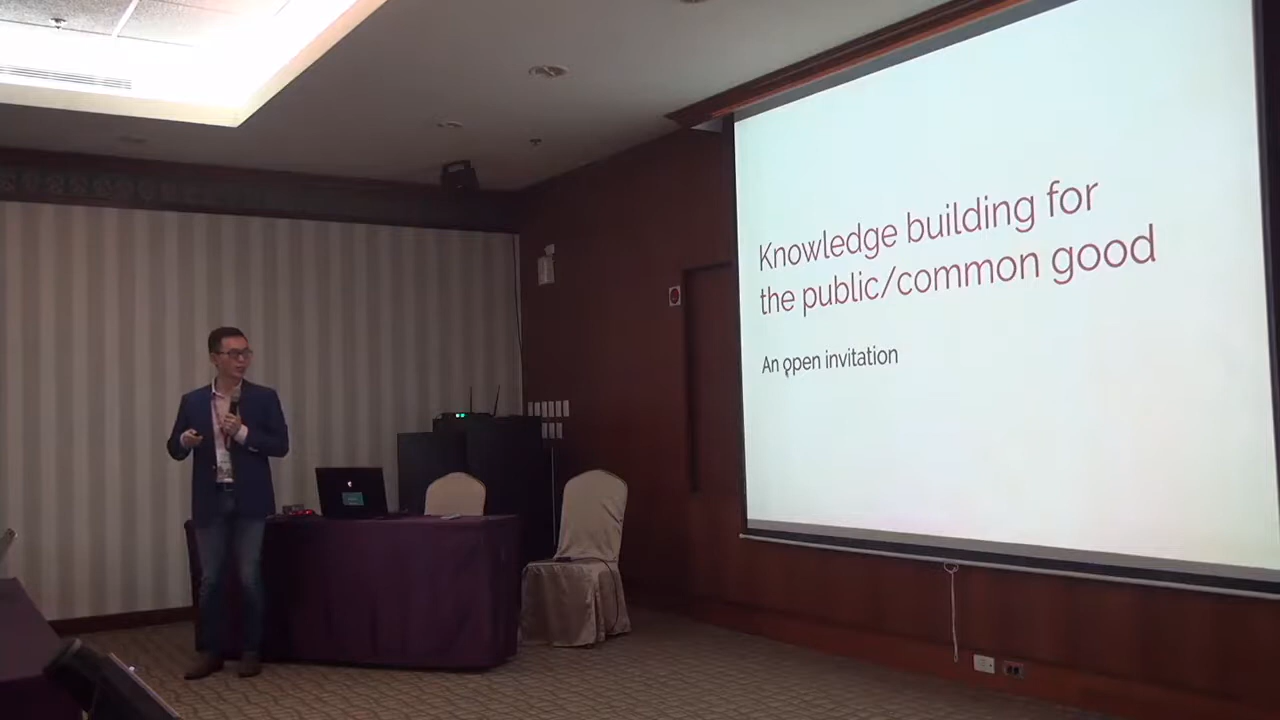 Knowledge building for
the public/common good
An open invitation